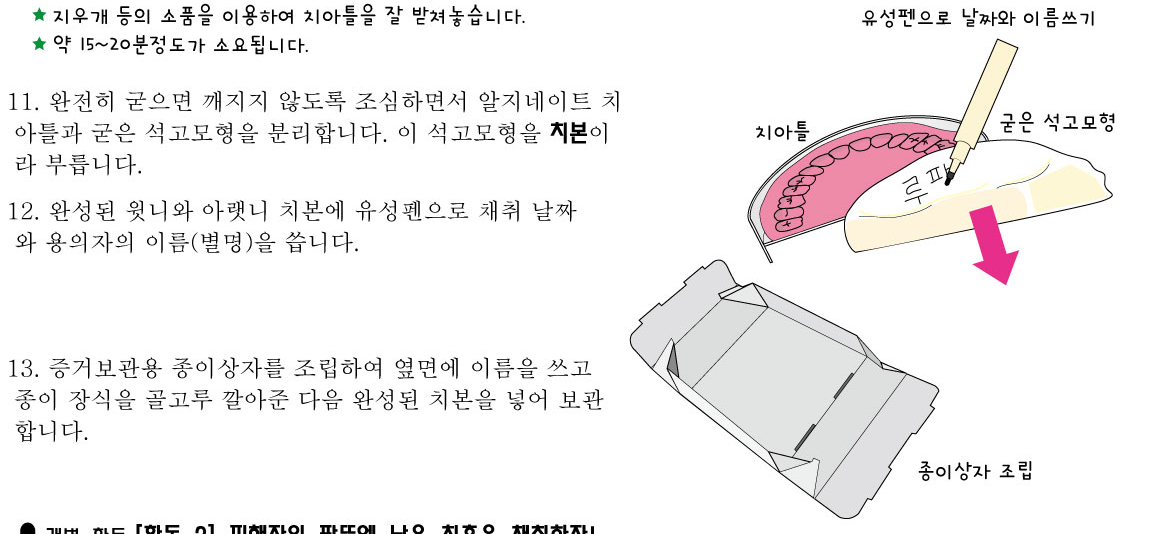 ★ 지우개 등의 소품을 이용하여 치아틀을 잘 받쳐놓습니다.
★ 약 15~20분정도가 소요됩니다.
11. 완전히 굳으면 깨지지 않도록 조심하면서 알지네이트 치
아틀과 굳은 석고모형을 분리합니다. 이 석고모형을 치본이
라 부릅니다.
12. 완성된 윗니와 아랫니 치본에 유성펜으로 채취 날짜
와 용의자의 이름(별명)을 씁니다.
13. 증거보관용 종이상자를 조립하여 옆면에 이름을 쓰고
종이 장식을 골고루 깔아준 다음 완성된 치본을 넣어 보관
합니다.
유성펜으로 날짜와 이름쓰기
치아틀
굳은 석고모형
루 파
종이상자 조립